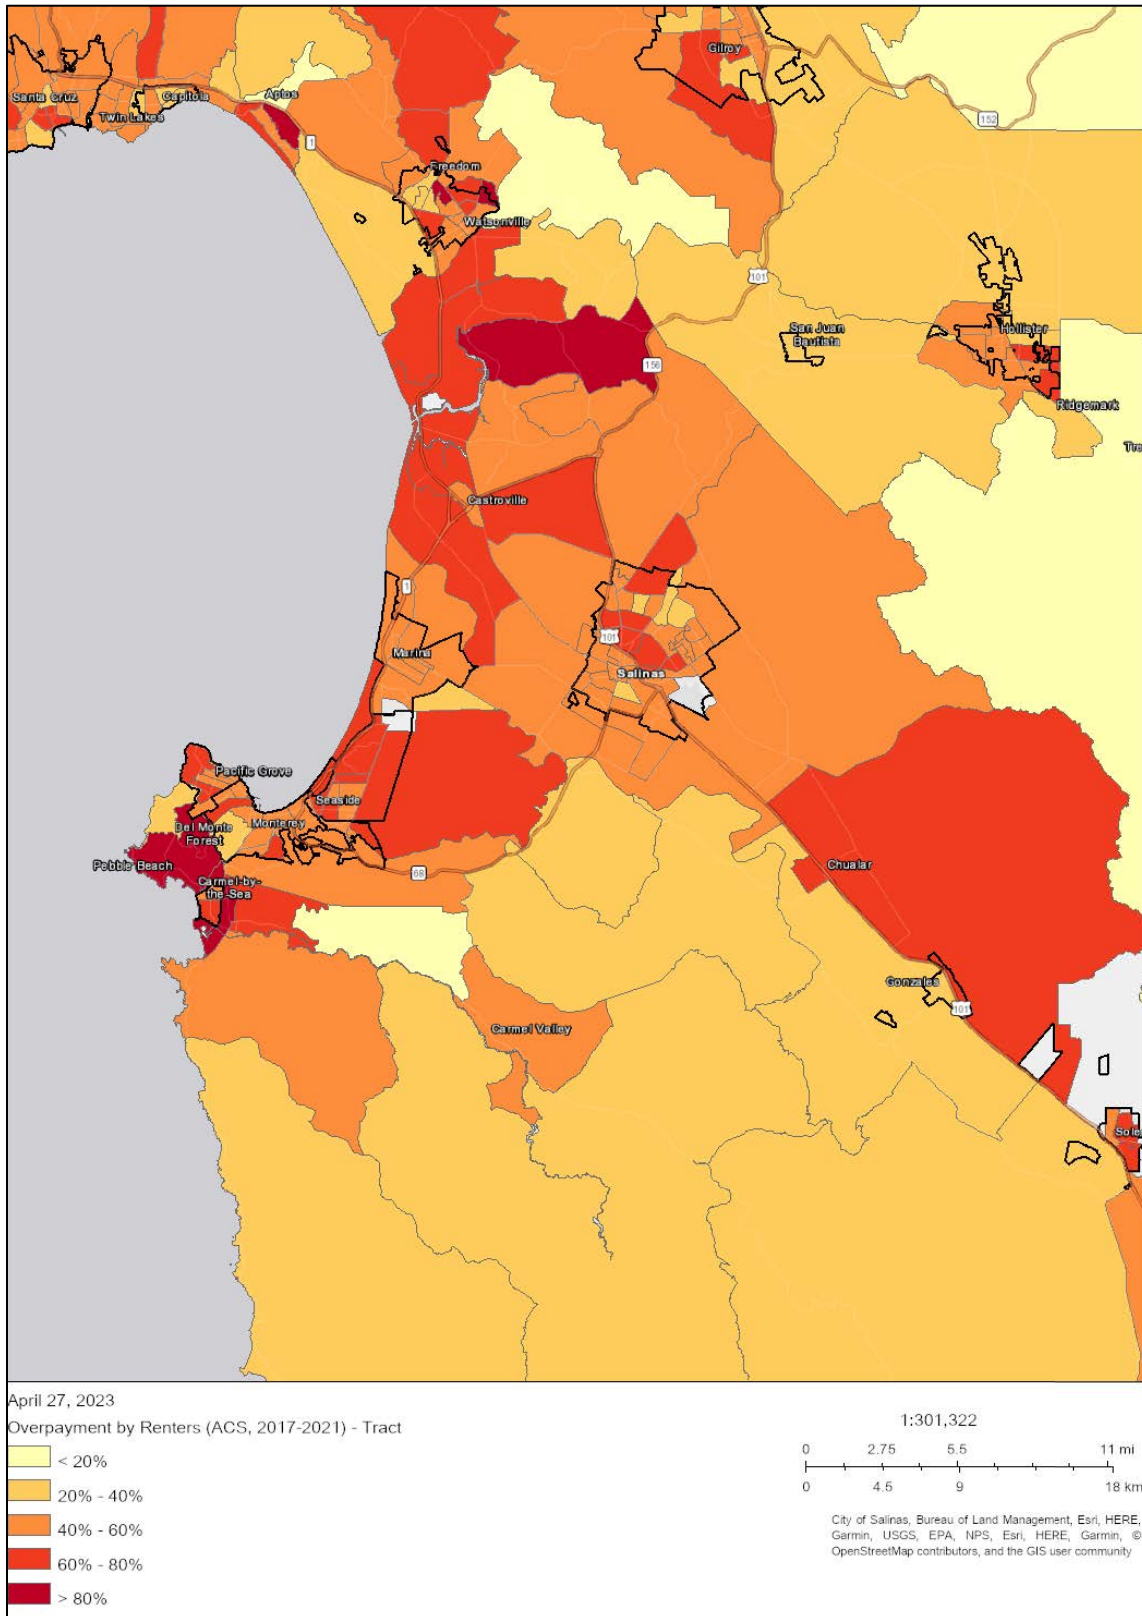 Gilroy
Santa Cruz
Capitola
Aptos
Twin Lakes
152
1
Freedom
Watsonville
101
San Juan
Bautista
Hollister
156
Ridgemark
Tre
Castroville
1
101
Marina
Salinas
Pacific Grove
Seaside
Del Monte
Forest
Monterey
Pebble Beach
Carmel-by-
the-Sea
68
Chualar
Gonzales
101
Carmel Valley
Sole
April 27, 2023
Overpayment by Renters (ACS, 2017-2021) - Tract
< 20%
20% - 40%
40% - 60%
60% - 80%
> 80%
1:301,322
0 2.75 5.5 11 mi
0 4.5 9 18 km
City of Salinas, Bureau of Land Management, Esri, HERE,
Garmin, USGS, EPA, NPS, Esri, HERE, Garmin, ©
OpenStreetMap contributors, and the GIS user community